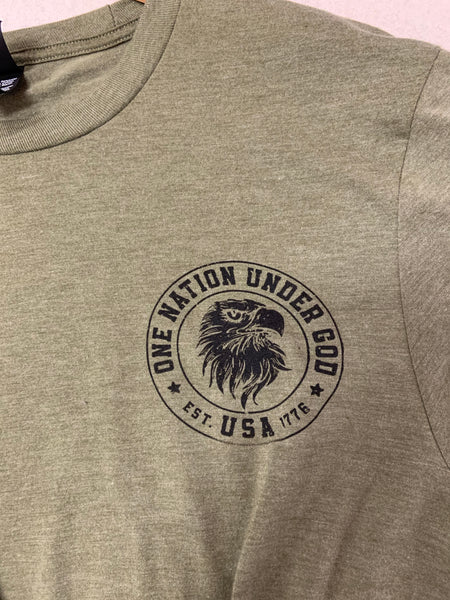 ONE NATION UNDER GOD
EST. USA 1776